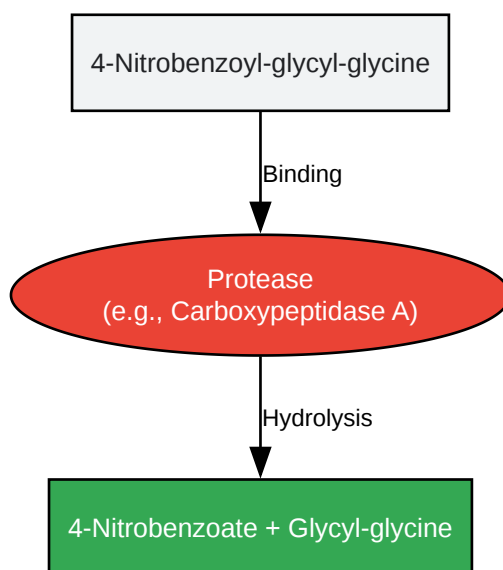 4-Nitrobenzoyl-glycyl-glycine
Binding
Protease
(e.g., Carboxypeptidase A)
Hydrolysis
4-Nitrobenzoate + Glycyl-glycine